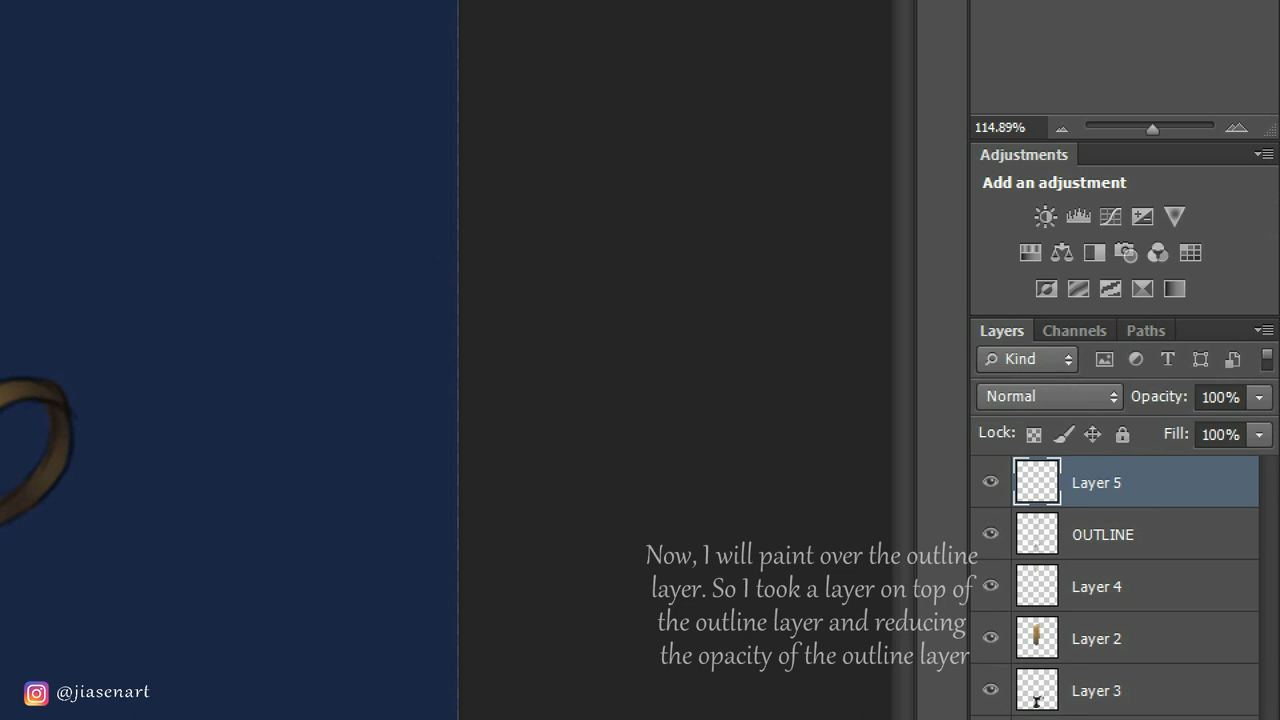 114.89%
Adjustments
Add an adjustment
Layers Channels Paths
Kind
Normal Opacity: 100%
Lock: Fill: 100%
Layer 5
OUTLINE
Layer 4
Layer 2
Layer 3
Now, I will paint over the outline
layer. So I took a layer on top of
the outline layer and reducing
the opacity of the outline layer
@jiasenart